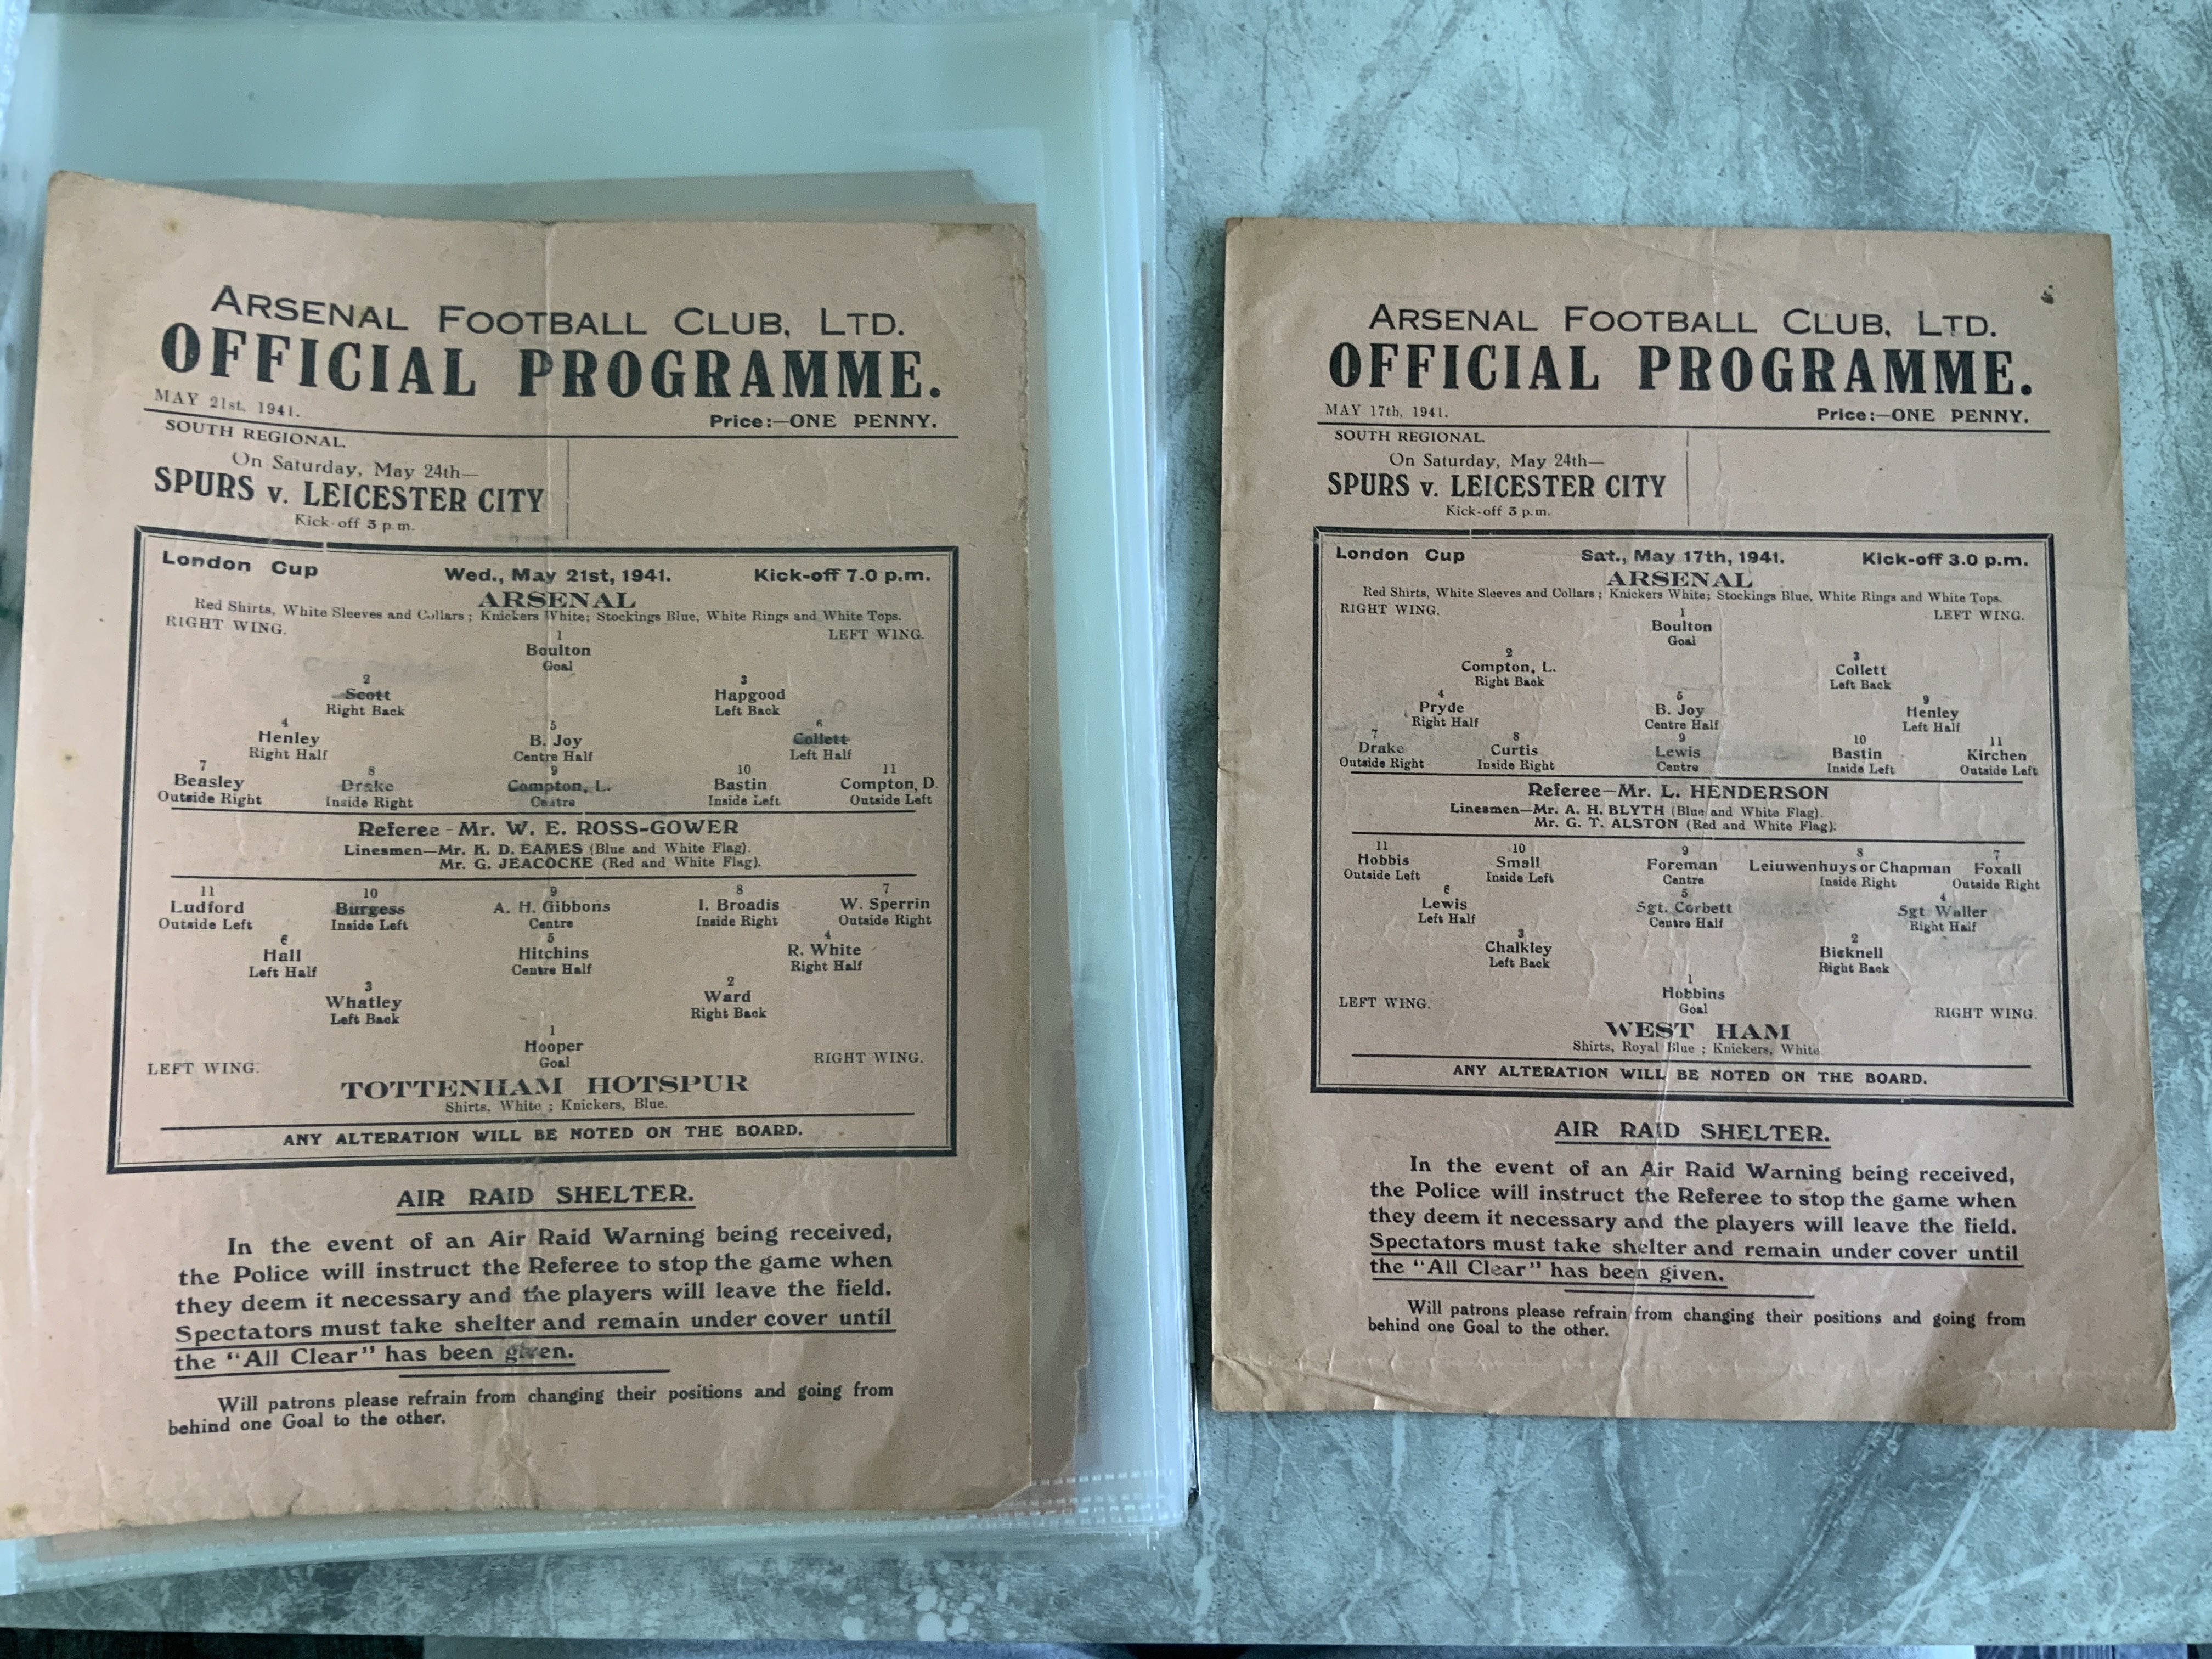 ARSENAL FOOTBALL CLUB, LTD.
OFFICIAL PROGRAMME.
MAY 21st, 1941.
Price:—ONE PENNY.
SOUTH REGIONAL.
On Saturday, May 24th—
SPURS v. LEICESTER CITY
Kick-off 3 p.m.
London Cup Wed., May 21st, 1941. Kick-off 7.0 p.m.
ARSENAL
Red Shirts, White Sleeves and Collars ; Knickers White; Stockings Blue, White Rings and White Tops.
RIGHT WING. LEFT WING.
1
Boulton
Goal
2 3
Scott Hapgood
Right Back Left Back
4 5 6
Henley B. Joy Collett
Right Half Centre Half Left Half
7 8 9 10 11
Beasley Drake Compton, L. Bastin Compton, D.
Outside Right Inside Right Centre Inside Left Outside Left
Referee - Mr. W. E. ROSS-GOWER
Linesmen—Mr. K. D. EAMES (Blue and White Flag).
Mr. G. JEACOCKE (Red and White Flag).
11 10 9 8 7
Ludford Burgess A. H. Gibbons I. Broadis W. Sperrin
Outside Left Inside Left Centre Inside Right Outside Right
6 5 4
Hall Hitchins R. White
Left Half Centre Half Right Half
3 2
Whatley Ward
Left Back Right Back
1
Hooper
Goal
LEFT WING. RIGHT WING.
TOTTENHAM HOTSPUR
Shirts, White ; Knickers, Blue.
ANY ALTERATION WILL BE NOTED ON THE BOARD.
AIR RAID SHELTER.
In the event of an Air Raid Warning being received,
the Police will instruct the Referee to stop the game when
they deem it necessary and the players will leave the field.
Spectators must take shelter and remain under cover until
the "All Clear" has been given.
Will patrons please refrain from changing their positions and going from
behind one Goal to the other.
ARSENAL FOOTBALL CLUB, LTD.
OFFICIAL PROGRAMME.
MAY 17th, 1941.
Price:—ONE PENNY.
SOUTH REGIONAL.
On Saturday, May 24th—
SPURS v. LEICESTER CITY
Kick-off 3 p.m.
London Cup Sat., May 17th, 1941. Kick-off 3.0 p.m.
ARSENAL
Red Shirts, White Sleeves and Collars ; Knickers White; Stockings Blue, White Rings and White Tops.
RIGHT WING. LEFT WING.
1
Boulton
Goal
2 3
Compton, L. Collett
Right Back Left Back
4 5 9
Pryde B. Joy Henley
Right Half Centre Half Left Half
7 8 9 10 11
Drake Curtis Lewis Bastin Kirchen
Outside Right Inside Right Centre Inside Left Outside Left
Referee—Mr. L. HENDERSON
Linesmen—Mr. A. H. BLYTH (Blue and White Flag).
Mr. G. T. ALSTON (Red and White Flag).
11 10 9 8 7
Hobbis Small Foreman Leiuwenhuys or Chapman Foxall
Outside Left Inside Left Centre Inside Right Outside Right
6 5 4
Lewis Sgt. Corbett Sgt Waller
Left Half Centre Half Right Half
3 2
Chalkley Bicknell
Left Back Right Back
1
Hobbins
Goal
LEFT WING. RIGHT WING.
WEST HAM
Shirts, Royal Blue ; Knickers, White
ANY ALTERATION WILL BE NOTED ON THE BOARD.
AIR RAID SHELTER.
In the event of an Air Raid Warning being received,
the Police will instruct the Referee to stop the game when
they deem it necessary and the players will leave the field.
Spectators must take shelter and remain under cover until
the "All Clear" has been given.
Will patrons please refrain from changing their positions and going from
behind one Goal to the other.